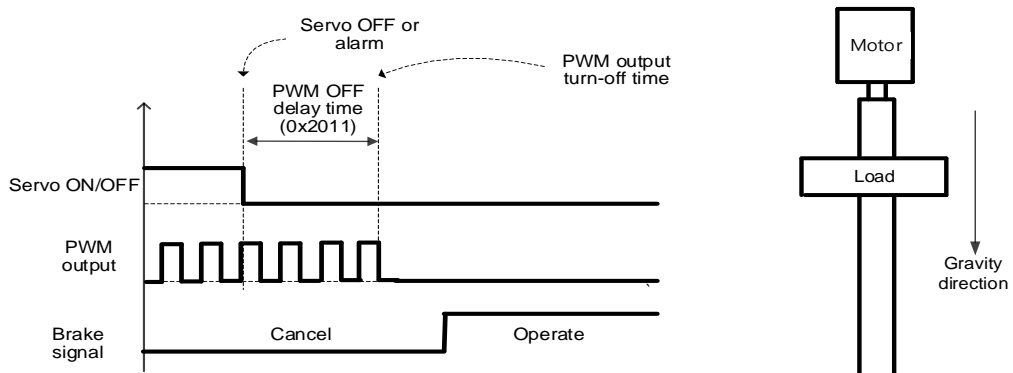 Servo OFF or
alarm
PWM output
turn-off time
PWM OFF
delay time
(0x2011)
Servo ON/OFF
PWM
output
Brake
signal
Cancel
Operate
Motor
Load
Gravity
direction